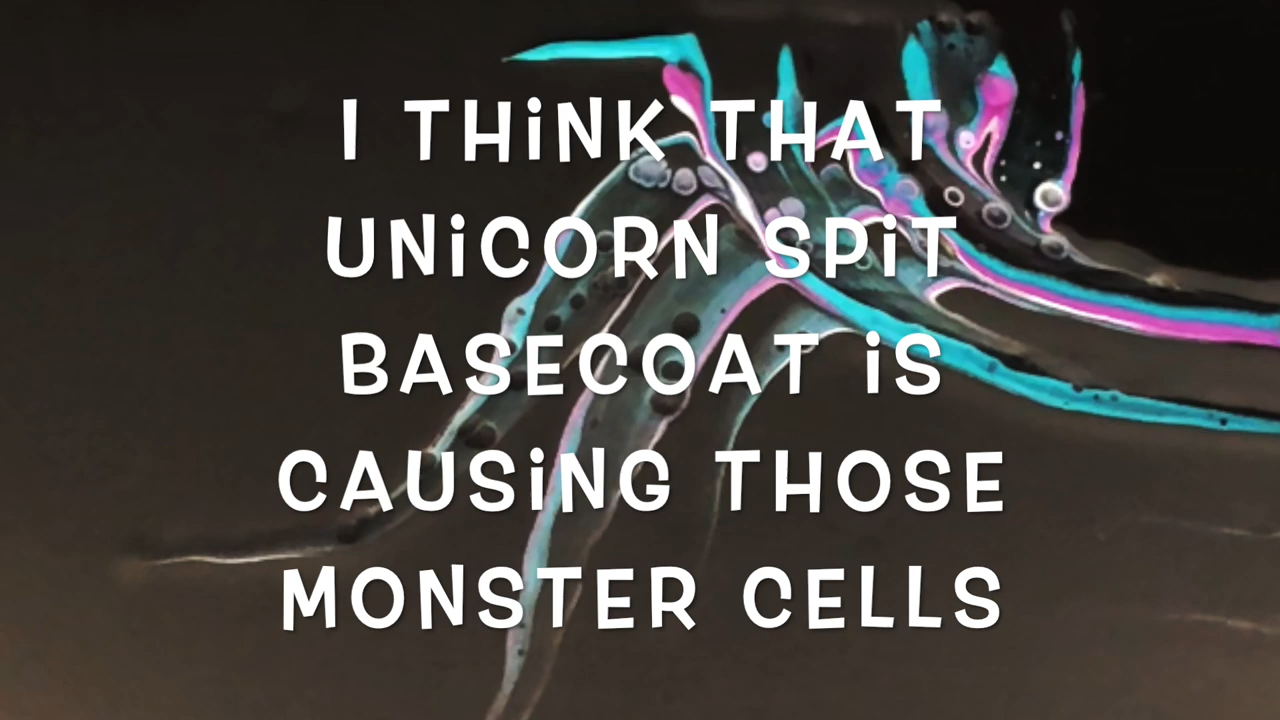 I THiNK THAT
UNiCORN SPiT
BASECOAT iS
CAUSiNG THOSE
MONSTER CELLS